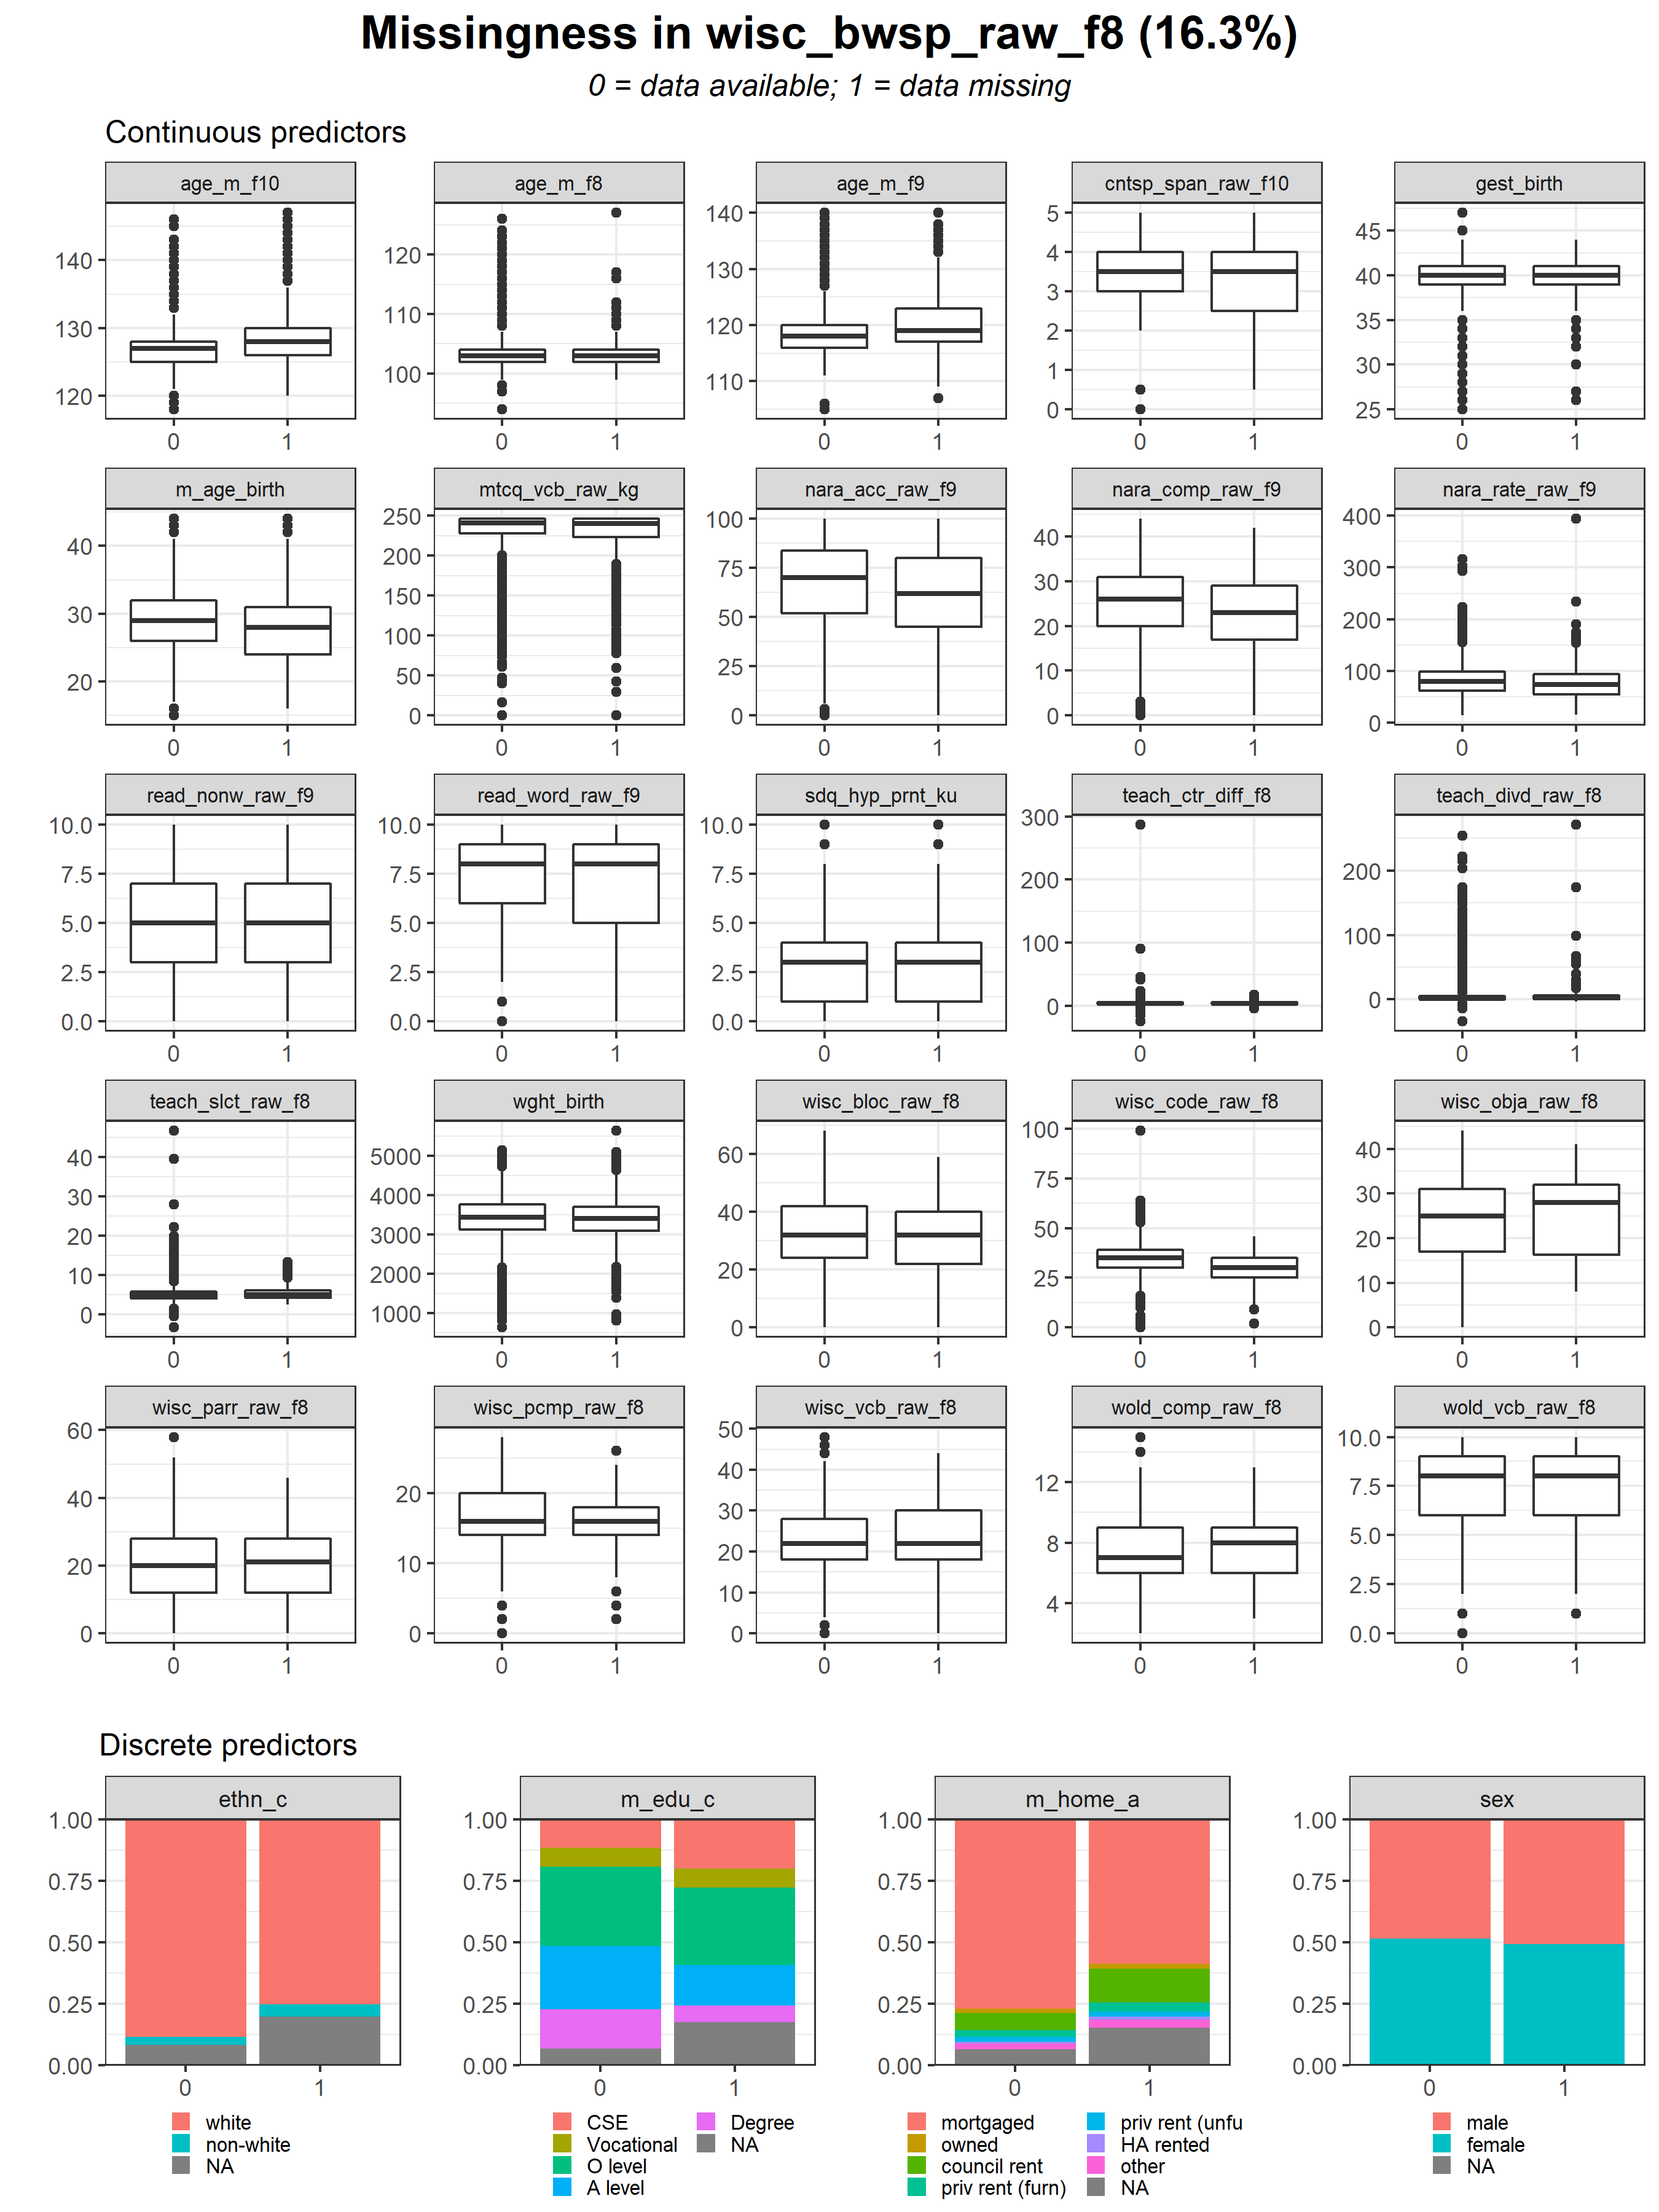 Missingness in wisc_bwsp_raw_f8 (16.3%)
0 = data available; 1 = data missing
Continuous predictors
age_m_f10 age_m_f8 age_m_f9 cntsp_span_raw_f10 gest_birth
140 130 120
120 110 100
140 130 120 110
5 4 3 2 1 0
45 40 35 30 25
0 1 0 1 0 1 0 1 0 1
m_age_birth mtcq_vcb_raw_kg nara_acc_raw_f9 nara_comp_raw_f9 nara_rate_raw_f9
40 30 20
250 200 150 100 50 0
100 75 50 25 0
40 30 20 10 0
400 300 200 100 0
0 1 0 1 0 1 0 1 0 1
read_nonw_raw_f9 read_word_raw_f9 sdq_hyp_prnt_ku teach_ctr_diff_f8 teach_divd_raw_f8
10.0 7.5 5.0 2.5 0.0
10.0 7.5 5.0 2.5 0.0
10.0 7.5 5.0 2.5 0.0
300 200 100 0
200 100 0
0 1 0 1 0 1 0 1 0 1
teach_slct_raw_f8 wght_birth wisc_bloc_raw_f8 wisc_code_raw_f8 wisc_obja_raw_f8
40 30 20 10 0
5000 4000 3000 2000 1000
60 40 20 0
100 75 50 25 0
40 30 20 10 0
0 1 0 1 0 1 0 1 0 1
wisc_parr_raw_f8 wisc_pcmp_raw_f8 wisc_vcb_raw_f8 wold_comp_raw_f8 wold_vcb_raw_f8
60 40 20 0
20 10 0
50 40 30 20 10 0
12 8 4
10.0 7.5 5.0 2.5 0.0
0 1 0 1 0 1 0 1 0 1
Discrete predictors
ethn_c m_edu_c m_home_a sex
1.00 0.75 0.50 0.25 0.00
1.00 0.75 0.50 0.25 0.00
1.00 0.75 0.50 0.25 0.00
1.00 0.75 0.50 0.25 0.00
0 1 0 1 0 1 0 1
white
non-white
NA
CSE
Vocational
O level
A level
Degree
NA
mortgaged
owned
council rent
priv rent (furn)
priv rent (unfu
HA rented
other
NA
male
female
NA